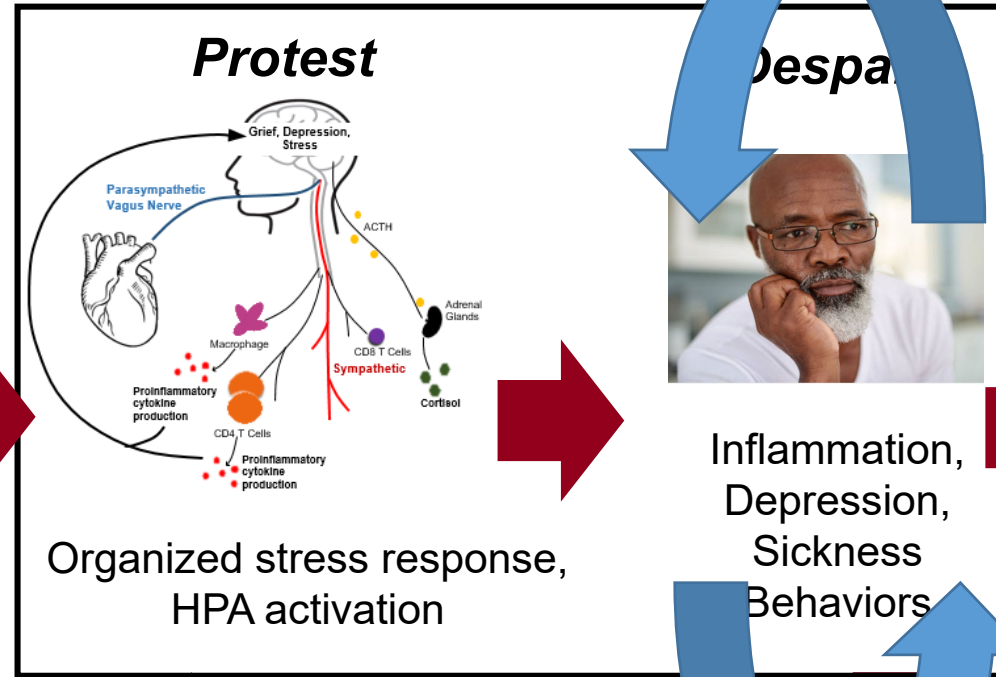 Protest
Despa
Grief, Depression,
Stress
Parasympathetic
Vagus Nerve
ACTH
Adrenal
Glands
Macrophage
CD8 T Cells
Sympathetic
Cortisol
Proinflammatory
cytokine
production
CD4 T Cells
Proinflammatory
cytokine
production
Organized stress response,
HPA activation
Inflammation,
Depression,
Sickness
Behaviors